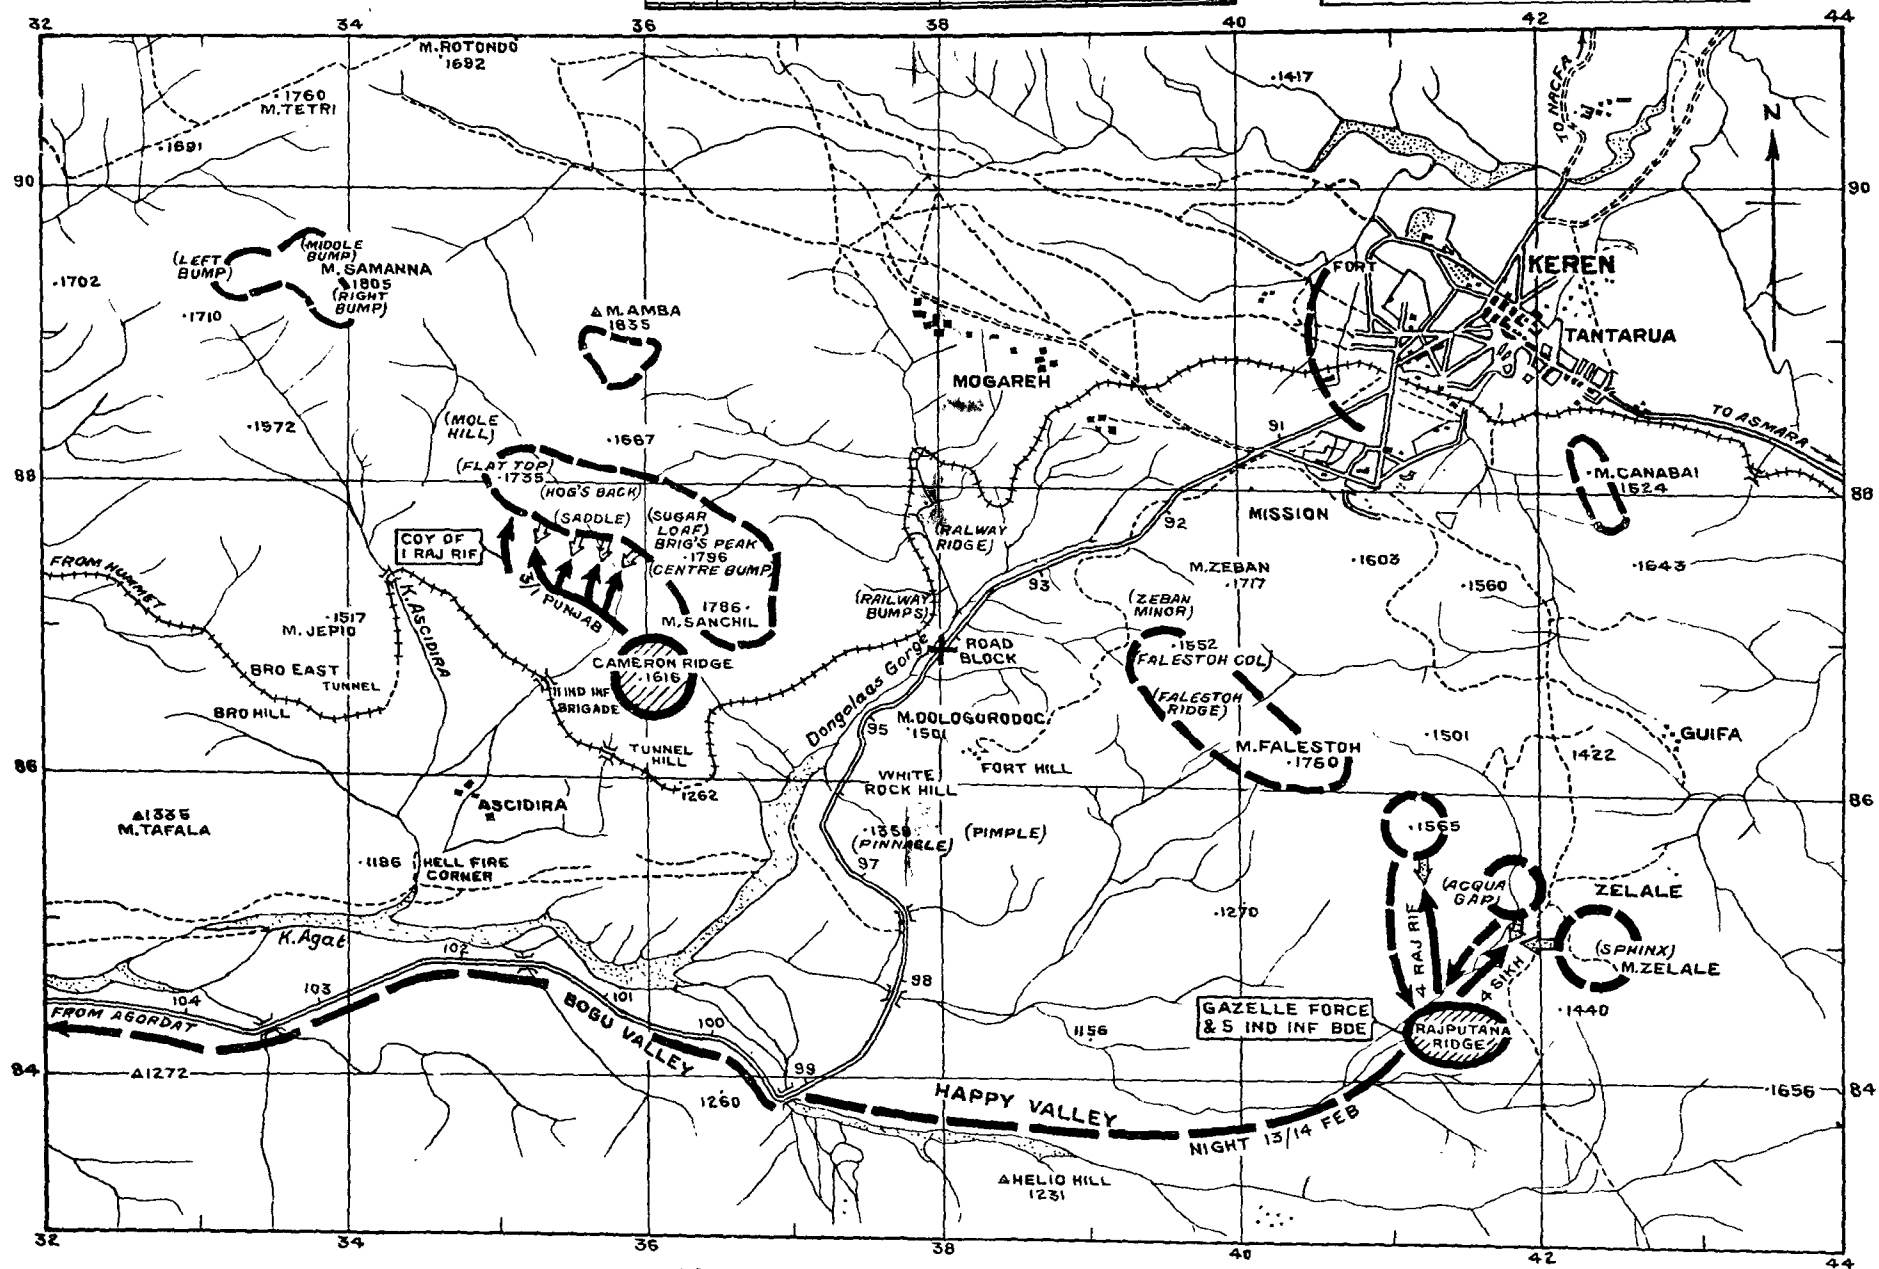 32 34 36 38 40 42 44
M. ROTONDO
·1692
·1760
M. TETRI
·1417
TO NACFA
N
·1691
90 90
(LEFT
BUMP)
(MIDDLE
BUMP)
M. SAMANNA
·1805
(RIGHT
BUMP)
·1702
·1710
FORT
KEREN
TANTARUA
△ M. AMBA
1835
MOGAREH
·1572
(MOLE
HILL)
·1667
91
TO ASMARA
(FLAT TOP)
·1735
(HOG'S BACK)
88 88
·M. CANABAI
1524
(SADDLE)
(SUGAR
LOAF)
BRIG'S PEAK
·1796
(CENTRE BUMP)
92
MISSION
(RALWAY
RIDGE)
COY OF
1 RAJ RIF
3/1 PUNJAB
FROM HUMMET
K. ASCIDIRA
93
M. ZEBAN
·1717
·1603
·1560
·1643
(RAILWAY
BUMPS)
(ZEBAN
MINOR)
·1517
M. JEPIO
1786·
M. SANCHIL
ROAD
BLOCK
·1552
(FALESTOH COL)
BRO EAST
TUNNEL
BRO HILL
CAMERON RIDGE
·1616
11 IND INF
BRIGADE
Dongolaas Gorge
(FALESTOH
RIDGE)
M. DOLOGORODOC
·1501
95
TUNNEL
HILL
FORT HILL
M. FALESTOH
·1760
·1501
1422
GUIFA
86 86
WHITE
ROCK HILL
1262
ASCIDIRA
△1335
M. TAFALA
·1186
HELL FIRE
CORNER
·1358
(PINNACLE)
(PIMPLE)
97
·1565
(ACQUA
GAP)
ZELALE
·1270
K. Agat
4 RAJ RIF
4 SIKH
(SPHINX)
M. ZELALE
102
103
104
101
100
98
FROM AGORDAT
BOGU VALLEY
GAZELLE FORCE
& 5 IND INF BDE
RAJPUTANA
RIDGE
·1440
1156
84 84
△1272
99
1260
HAPPY VALLEY
NIGHT 13/14 FEB
·1656
△HELIO HILL
1231
32 34 36 38 40 42 44